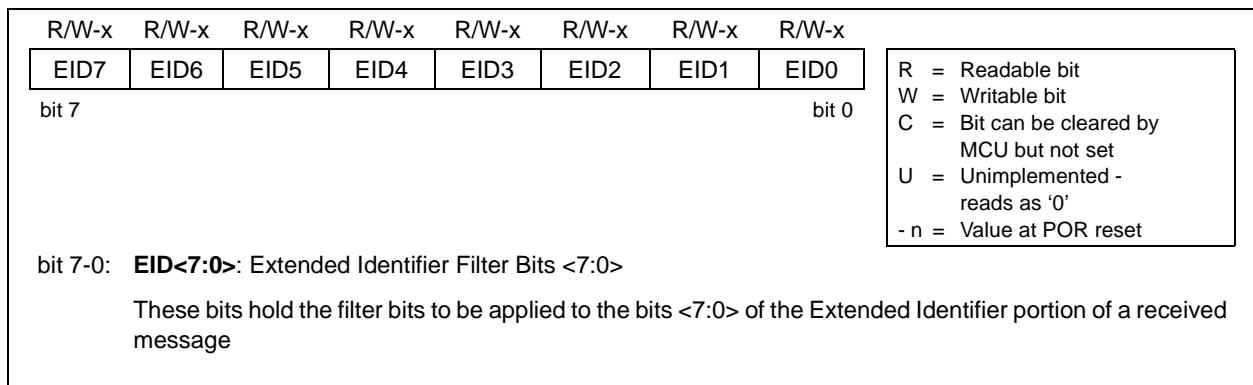 R/W-x R/W-x R/W-x R/W-x R/W-x R/W-x R/W-x R/W-x
EID7 EID6 EID5 EID4 EID3 EID2 EID1 EID0
bit 7 bit 0
R = Readable bit
W = Writable bit
C = Bit can be cleared by
MCU but not set
U = Unimplemented -
reads as ‘0’
- n = Value at POR reset
bit 7-0: EID<7:0>: Extended Identifier Filter Bits <7:0>
These bits hold the filter bits to be applied to the bits <7:0> of the Extended Identifier portion of a received
message